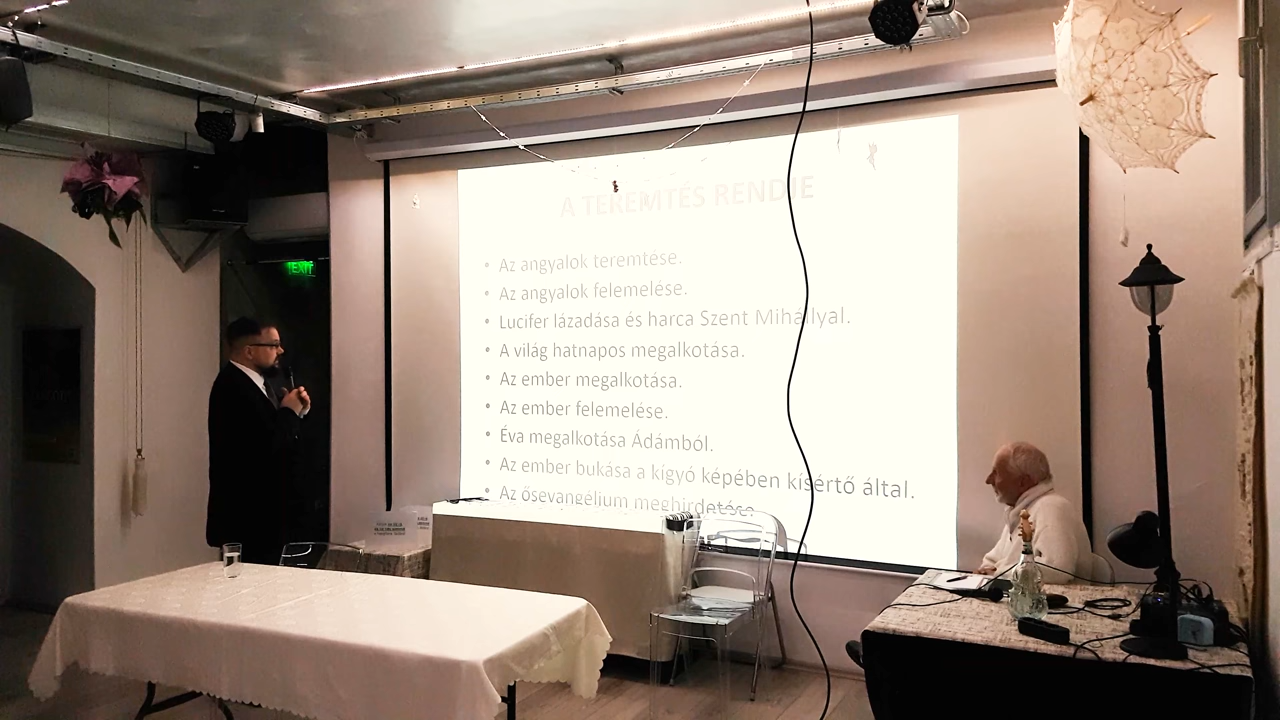 EXIT
A TEREMTÉS RENDJE
• Az angyalok teremtése.
• Az angyalok felemelése.
• Lucifer lázadása és harca Szent Mihállyal.
• A világ hatnapos megalkotása.
• Az ember megalkotása.
• Az ember felemelése.
• Éva megalkotása Ádámból.
• Az ember bukása a kígyó képében kísértő által.
• Az ősevangélium meghirdetése.